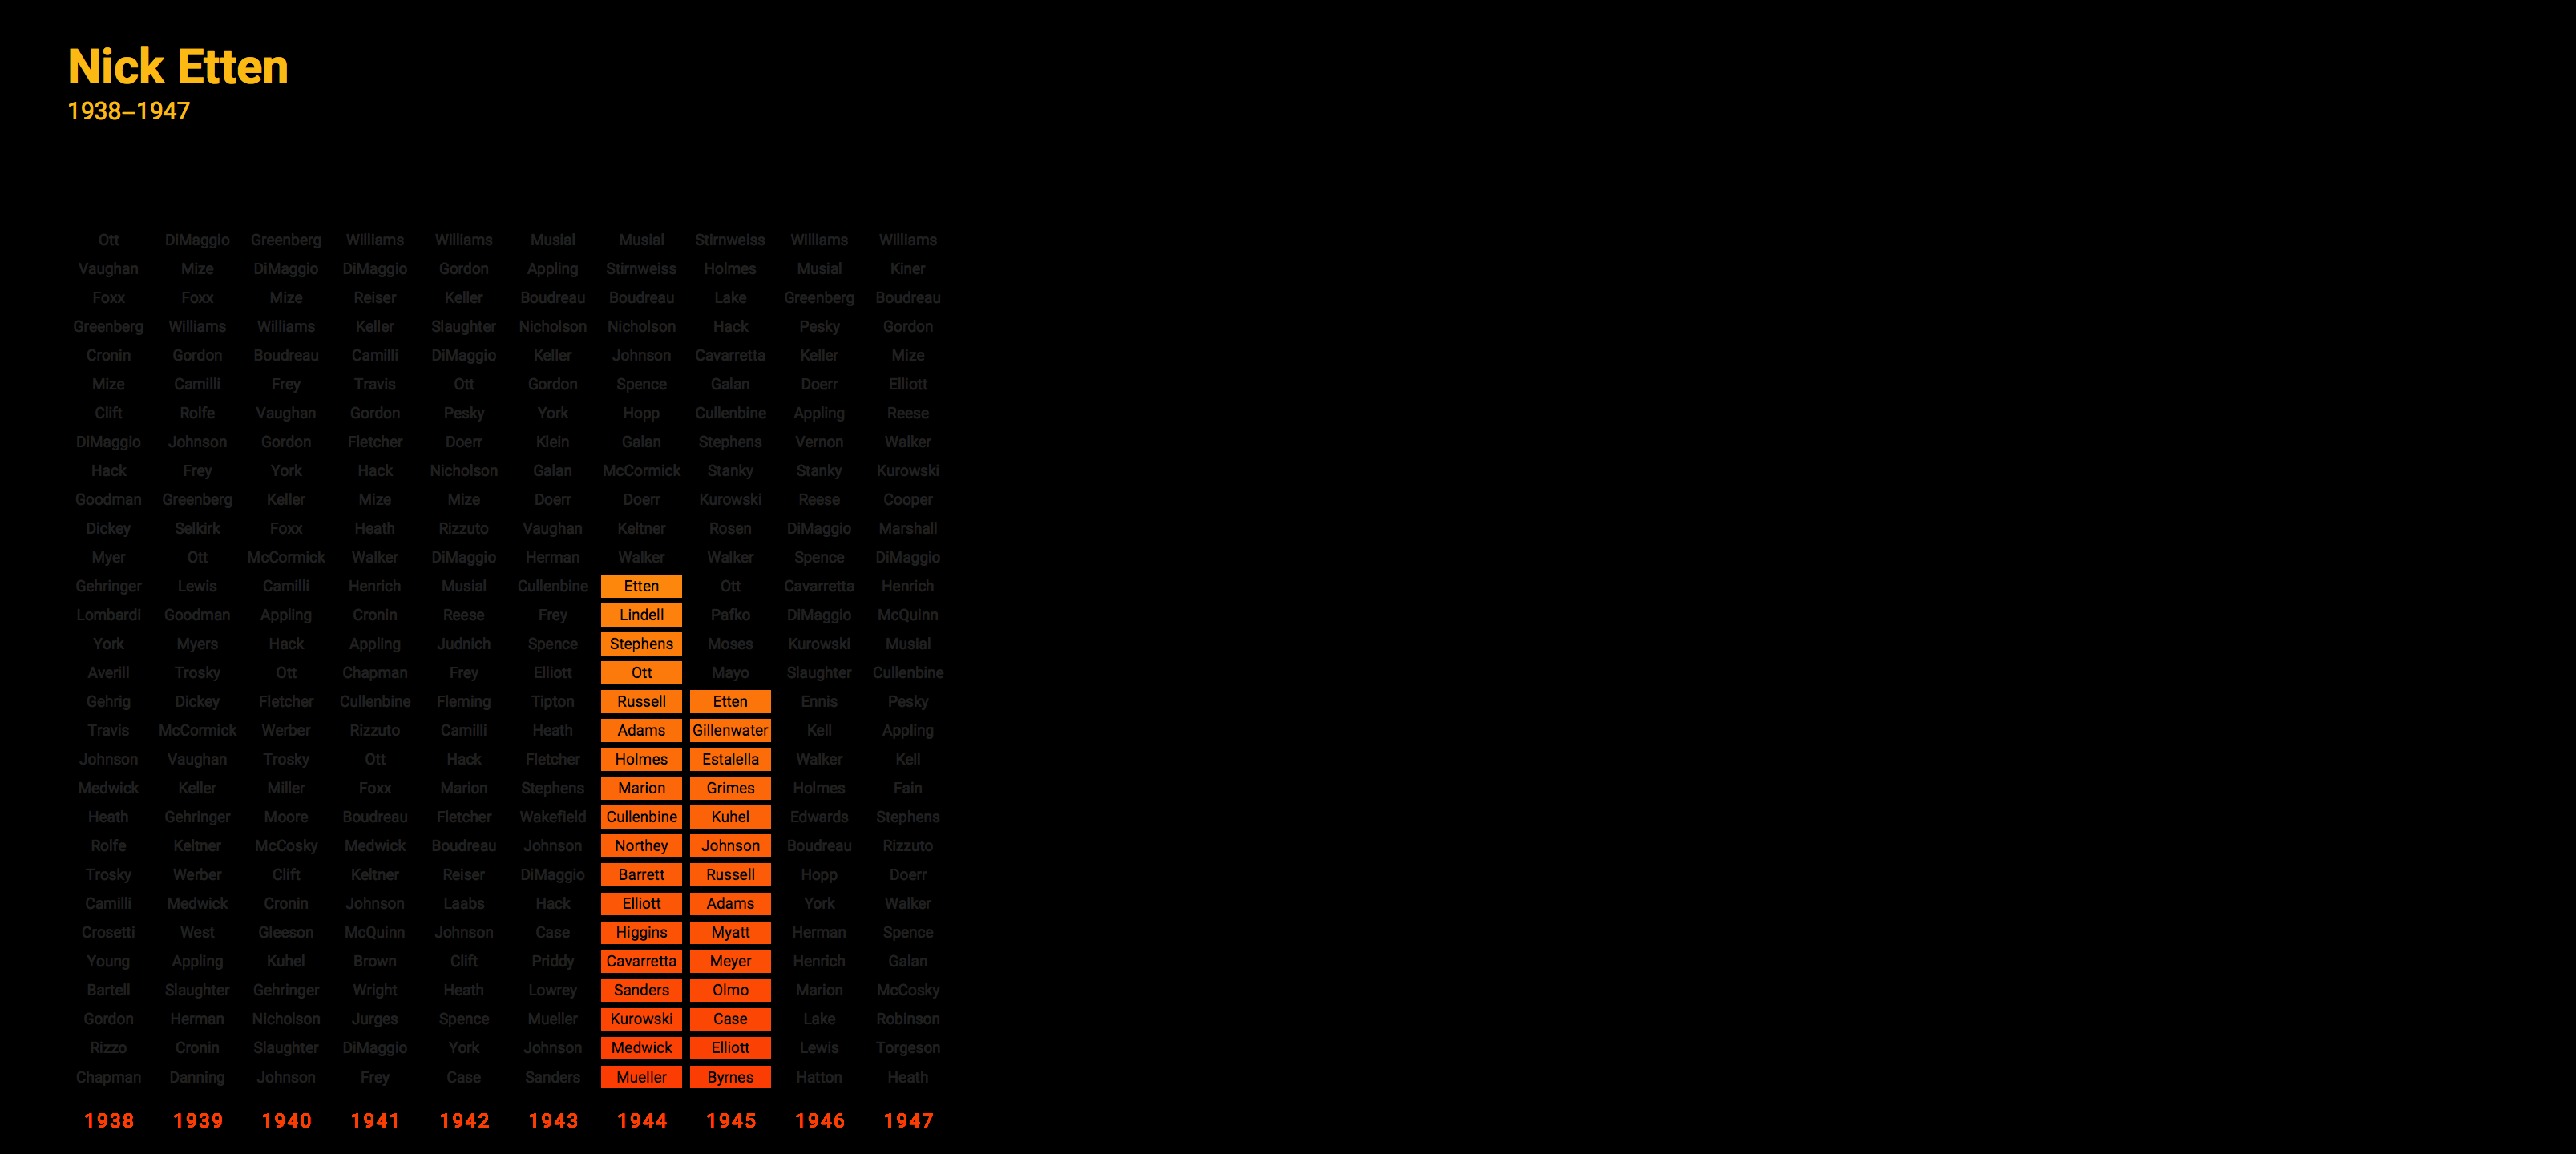 Nick Etten
1938–1947
Ott DiMaggio Greenberg Williams Williams Musial Musial Stirnweiss Williams Williams
Vaughan Mize DiMaggio DiMaggio Gordon Appling Stirnweiss Holmes Musial Kiner
Foxx Foxx Mize Reiser Keller Boudreau Boudreau Lake Greenberg Boudreau
Greenberg Williams Williams Keller Slaughter Nicholson Nicholson Hack Pesky Gordon
Cronin Gordon Boudreau Camilli DiMaggio Keller Johnson Cavarretta Keller Mize
Mize Camilli Frey Travis Ott Gordon Spence Galan Doerr Elliott
Clift Rolfe Vaughan Gordon Pesky York Hopp Cullenbine Appling Reese
DiMaggio Johnson Gordon Fletcher Doerr Klein Galan Stephens Vernon Walker
Hack Frey York Hack Nicholson Galan McCormick Stanky Stanky Kurowski
Goodman Greenberg Keller Mize Mize Doerr Doerr Kurowski Reese Cooper
Dickey Selkirk Foxx Heath Rizzuto Vaughan Keltner Rosen DiMaggio Marshall
Myer Ott McCormick Walker DiMaggio Herman Walker Walker Spence DiMaggio
Gehringer Lewis Camilli Henrich Musial Cullenbine Etten Ott Cavarretta Henrich
Lombardi Goodman Appling Cronin Reese Frey Lindell Pafko DiMaggio McQuinn
York Myers Hack Appling Judnich Spence Stephens Moses Kurowski Musial
Averill Trosky Ott Chapman Frey Elliott Ott Mayo Slaughter Cullenbine
Gehrig Dickey Fletcher Cullenbine Fleming Tipton Russell Etten Ennis Pesky
Travis McCormick Werber Rizzuto Camilli Heath Adams Gillenwater Kell Appling
Johnson Vaughan Trosky Ott Hack Fletcher Holmes Estalella Walker Kell
Medwick Keller Miller Foxx Marion Stephens Marion Grimes Holmes Fain
Heath Gehringer Moore Boudreau Fletcher Wakefield Cullenbine Kuhel Edwards Stephens
Rolfe Keltner McCosky Medwick Boudreau Johnson Northey Johnson Boudreau Rizzuto
Trosky Werber Clift Keltner Reiser DiMaggio Barrett Russell Hopp Doerr
Camilli Medwick Cronin Johnson Laabs Hack Elliott Adams York Walker
Crosetti West Gleeson McQuinn Johnson Case Higgins Myatt Herman Spence
Young Appling Kuhel Brown Clift Priddy Cavarretta Meyer Henrich Galan
Bartell Slaughter Gehringer Wright Heath Lowrey Sanders Olmo Marion McCosky
Gordon Herman Nicholson Jurges Spence Mueller Kurowski Case Lake Robinson
Rizzo Cronin Slaughter DiMaggio York Johnson Medwick Elliott Lewis Torgeson
Chapman Danning Johnson Frey Case Sanders Mueller Byrnes Hatton Heath
1938 1939 1940 1941 1942 1943 1944 1945 1946 1947